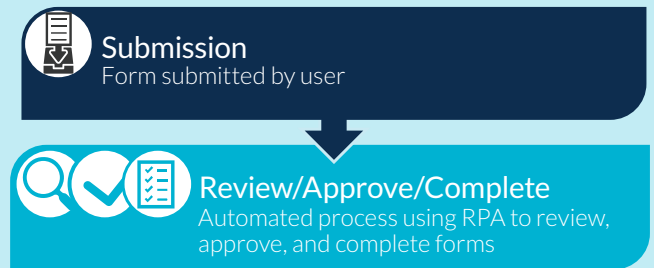 Submission
Form submitted by user
Review/Approve/Complete
Automated process using RPA to review,
approve, and complete forms